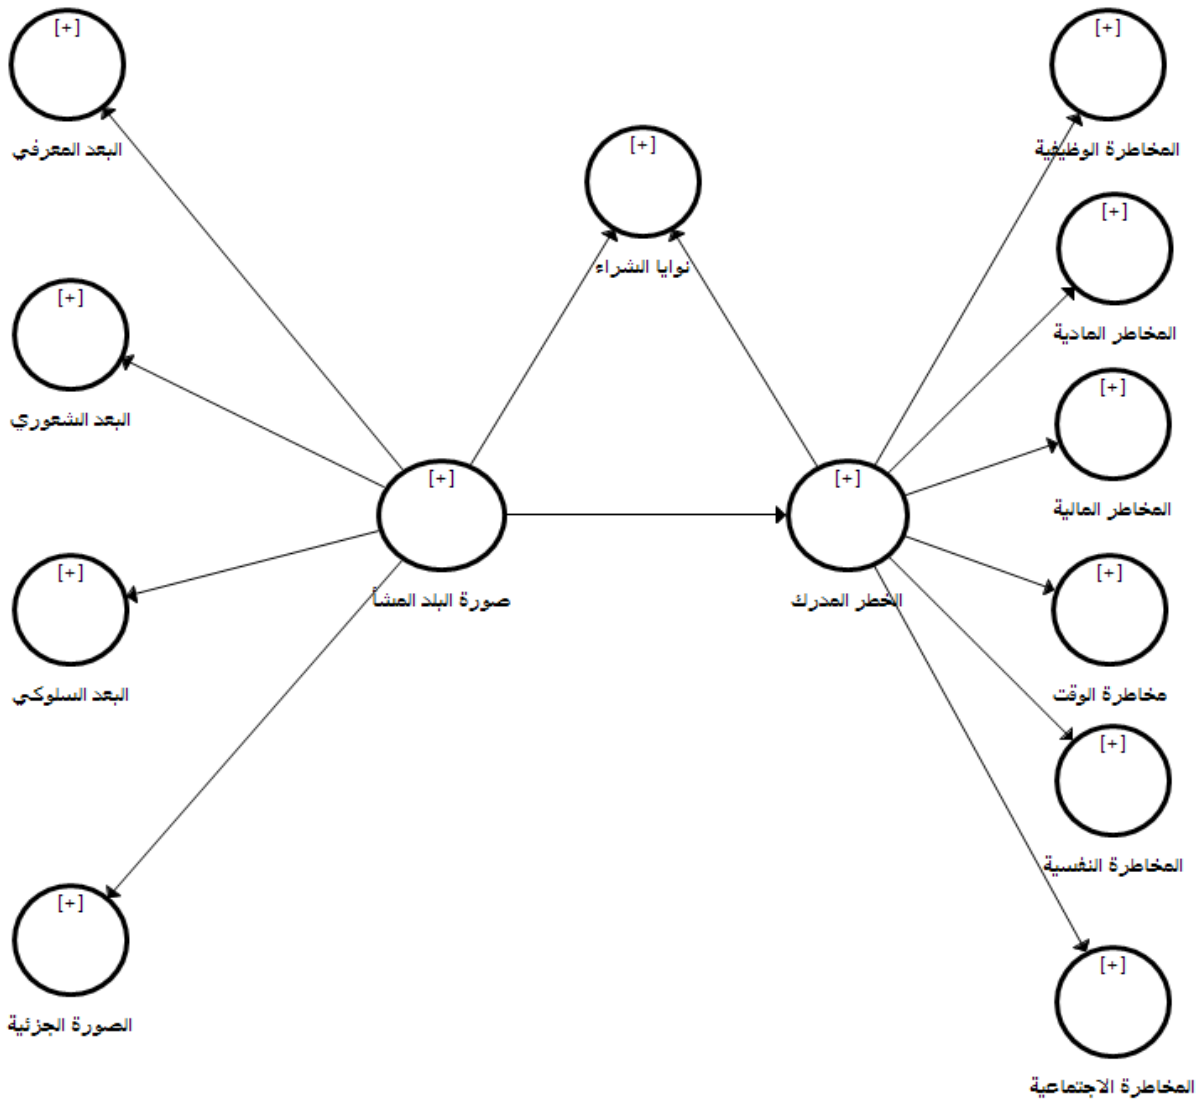 [+]
البعد المعرفي
[+]
البعد الشعوري
[+]
البعد السلوكي
[+]
الصورة الجزئية
[+]
نوايا الشراء
[+]
صورة البلد المشأ
[+]
الخطر المدرك
[+]
المخاطرة الوظيفية
[+]
المخاطر المادية
[+]
المخاطر المالية
[+]
مخاطرة الوقت
[+]
المخاطرة النفسية
[+]
المخاطرة الاجتماعية